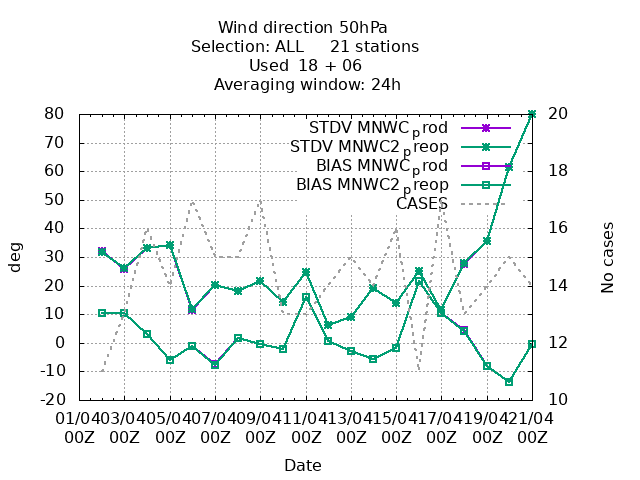 Wind direction 50hPa
Selection: ALL     21 stations
Used  18 + 06
Averaging window: 24h
STDV MNWC_prod
STDV MNWC2_preop
BIAS MNWC_prod
BIAS MNWC2_preop
CASES
80
70
60
50
40
30
20
10
0
-10
-20
deg
20
18
16
14
12
10
No cases
01/04 03/04 05/04 07/04 09/04 11/04 13/04 15/04 17/04 19/04 21/04
00Z 00Z 00Z 00Z 00Z 00Z 00Z 00Z 00Z 00Z 00Z
Date